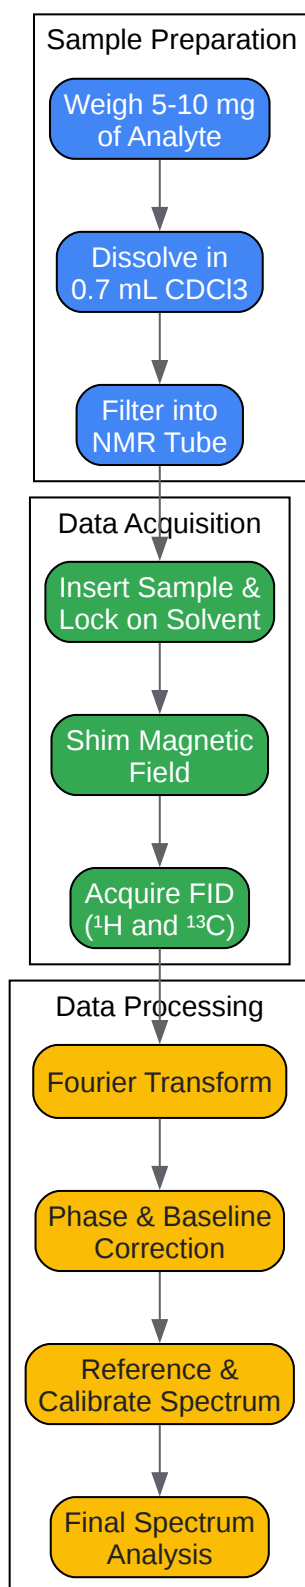 Sample Preparation
Weigh 5-10 mg
of Analyte
Dissolve in
0.7 mL CDCl3
Filter into
NMR Tube
Data Acquisition
Insert Sample &
Lock on Solvent
Shim Magnetic
Field
Acquire FID
(¹H and ¹³C)
Data Processing
Fourier Transform
Phase & Baseline
Correction
Reference &
Calibrate Spectrum
Final Spectrum
Analysis